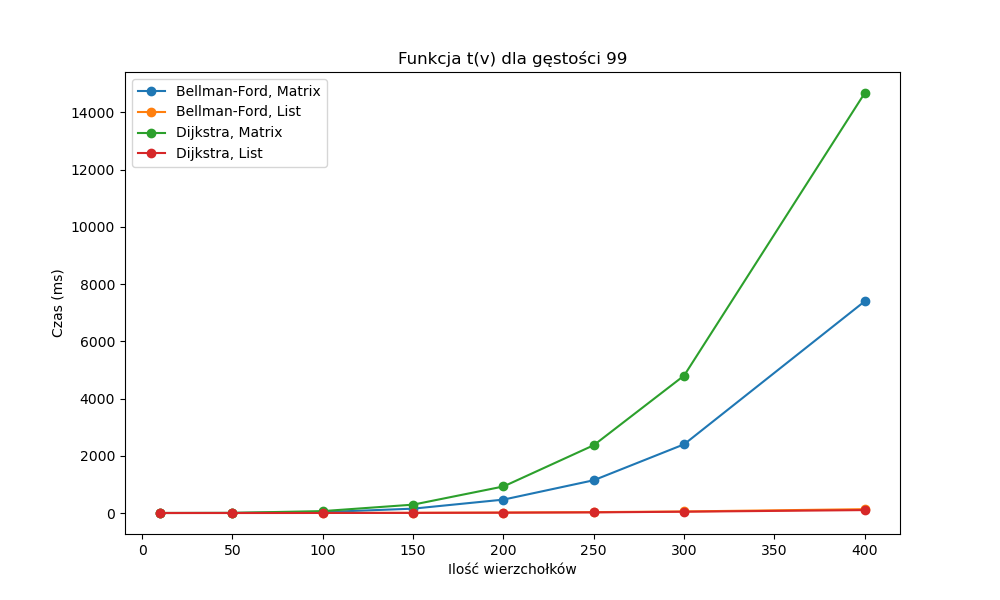 Funkcja t(v) dla gęstości 99
Bellman-Ford, Matrix
Bellman-Ford, List
Dijkstra, Matrix
Dijkstra, List
14000
12000
10000
8000
6000
4000
2000
0
Czas (ms)
0 50 100 150 200 250 300 350 400
Ilość wierzchołków